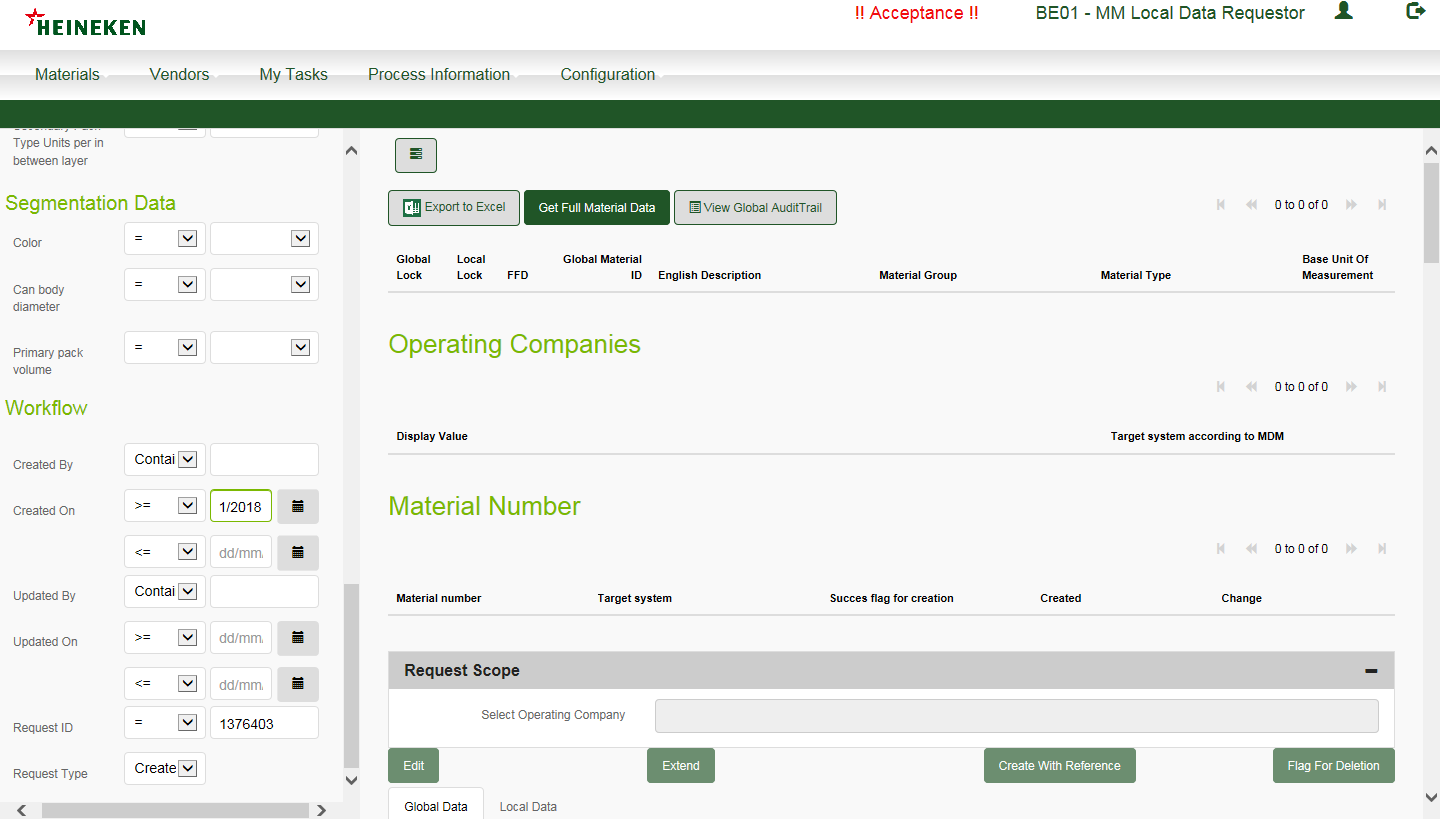 HEINEKEN
!! Acceptance !!
BE01 - MM Local Data Requestor
Materials
Vendors
My Tasks
Process Information
Configuration
Type Units per in
between layer
Segmentation Data
Color
=
Can body
diameter
=
Primary pack
volume
=
Workflow
Created By
Contai
Created On
>=
1/2018
<=
dd/mm
Updated By
Contai
Updated On
>=
dd/mm
<=
dd/mm
Request ID
=
1376403
Request Type
Create
Export to Excel
Get Full Material Data
View Global AuditTrail
0 to 0 of 0
Global
Lock
Local
Lock
FFD
Global Material
ID
English Description
Material Group
Material Type
Base Unit Of
Measurement
Operating Companies
0 to 0 of 0
Display Value
Target system according to MDM
Material Number
0 to 0 of 0
Material number
Target system
Succes flag for creation
Created
Change
Request Scope
Select Operating Company
Edit
Extend
Create With Reference
Flag For Deletion
Global Data
Local Data